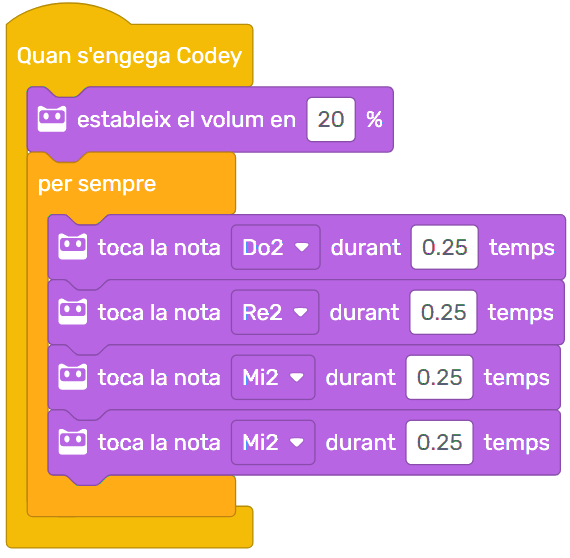 Quan s'engega Codey
estableix el volum en 20 %
per sempre
toca la nota Do2 durant 0.25 temps
toca la nota Re2 durant 0.25 temps
toca la nota Mi2 durant 0.25 temps
toca la nota Mi2 durant 0.25 temps